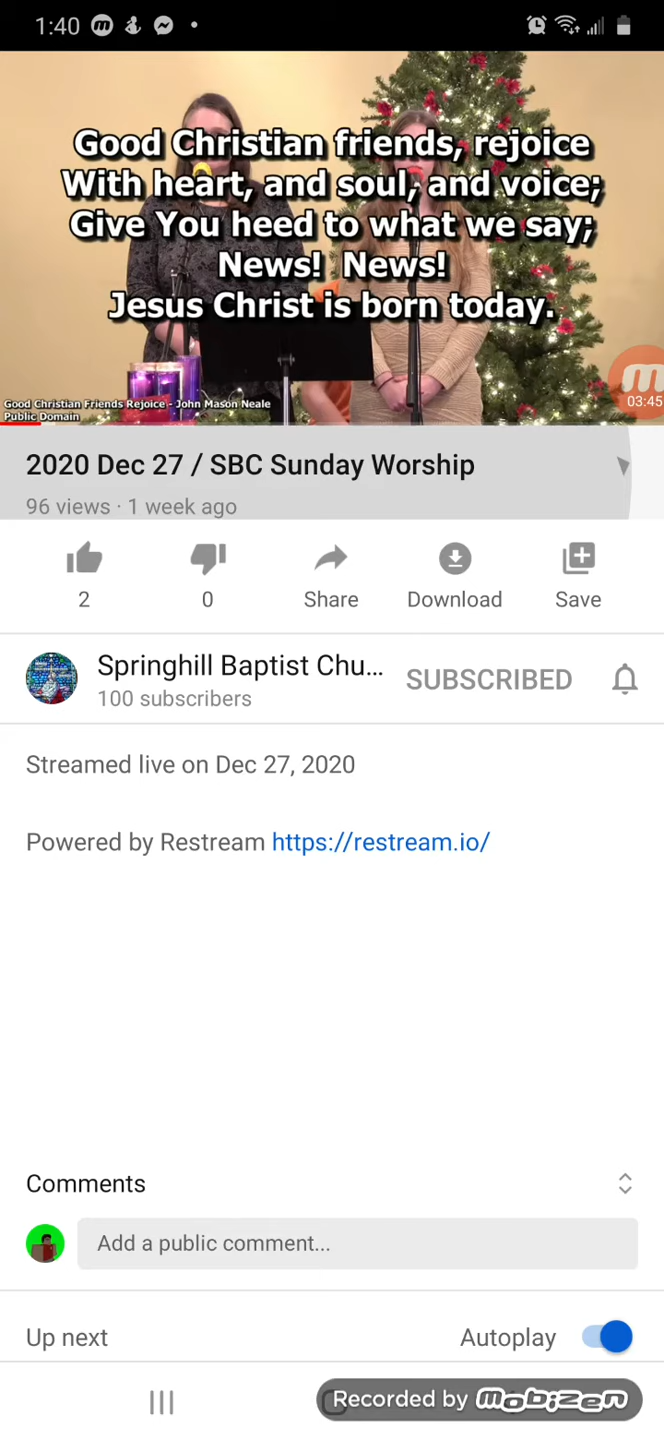 1:40
Good Christian friends, rejoice
With heart, and soul, and voice;
Give You heed to what we say;
News! News!
Jesus Christ is born today.
Good Christian Friends Rejoice - John Mason Neale
Public Domain
03:45
2020 Dec 27 / SBC Sunday Worship
96 views · 1 week ago
2
0
Share
Download
Save
Springhill Baptist Chu...
SUBSCRIBED
100 subscribers
Streamed live on Dec 27, 2020
Powered by Restream https://restream.io/
Comments
Add a public comment...
Up next
Autoplay
Recorded by mobizen